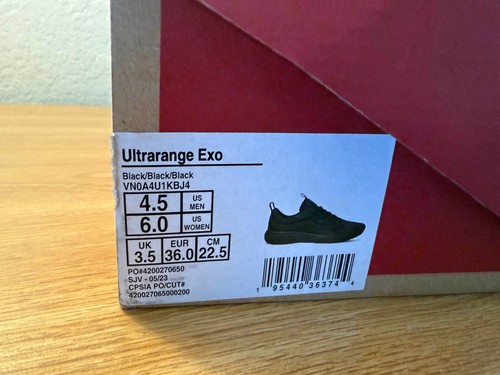 Ultrarange Exo
Black/Black/Black
VN0A4U1KBJ4
4.5 US MEN
6.0 US WOMEN
UK EUR CM
3.5 36.0 22.5
PO#4200270650
SJV - 05/23
CPSIA PO/CUT#
420027065000200
1 95440 36374 4